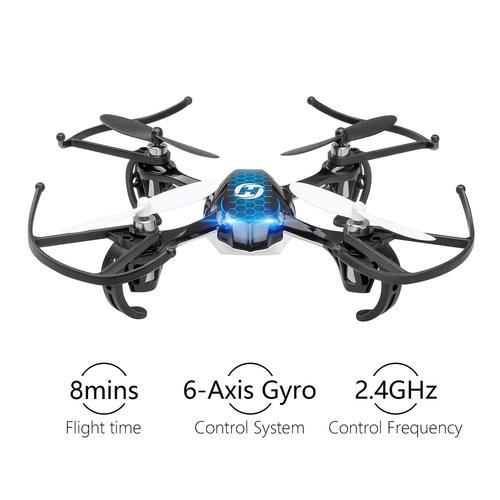 8mins
Flight time
6-Axis Gyro
Control System
2.4GHz
Control Frequency